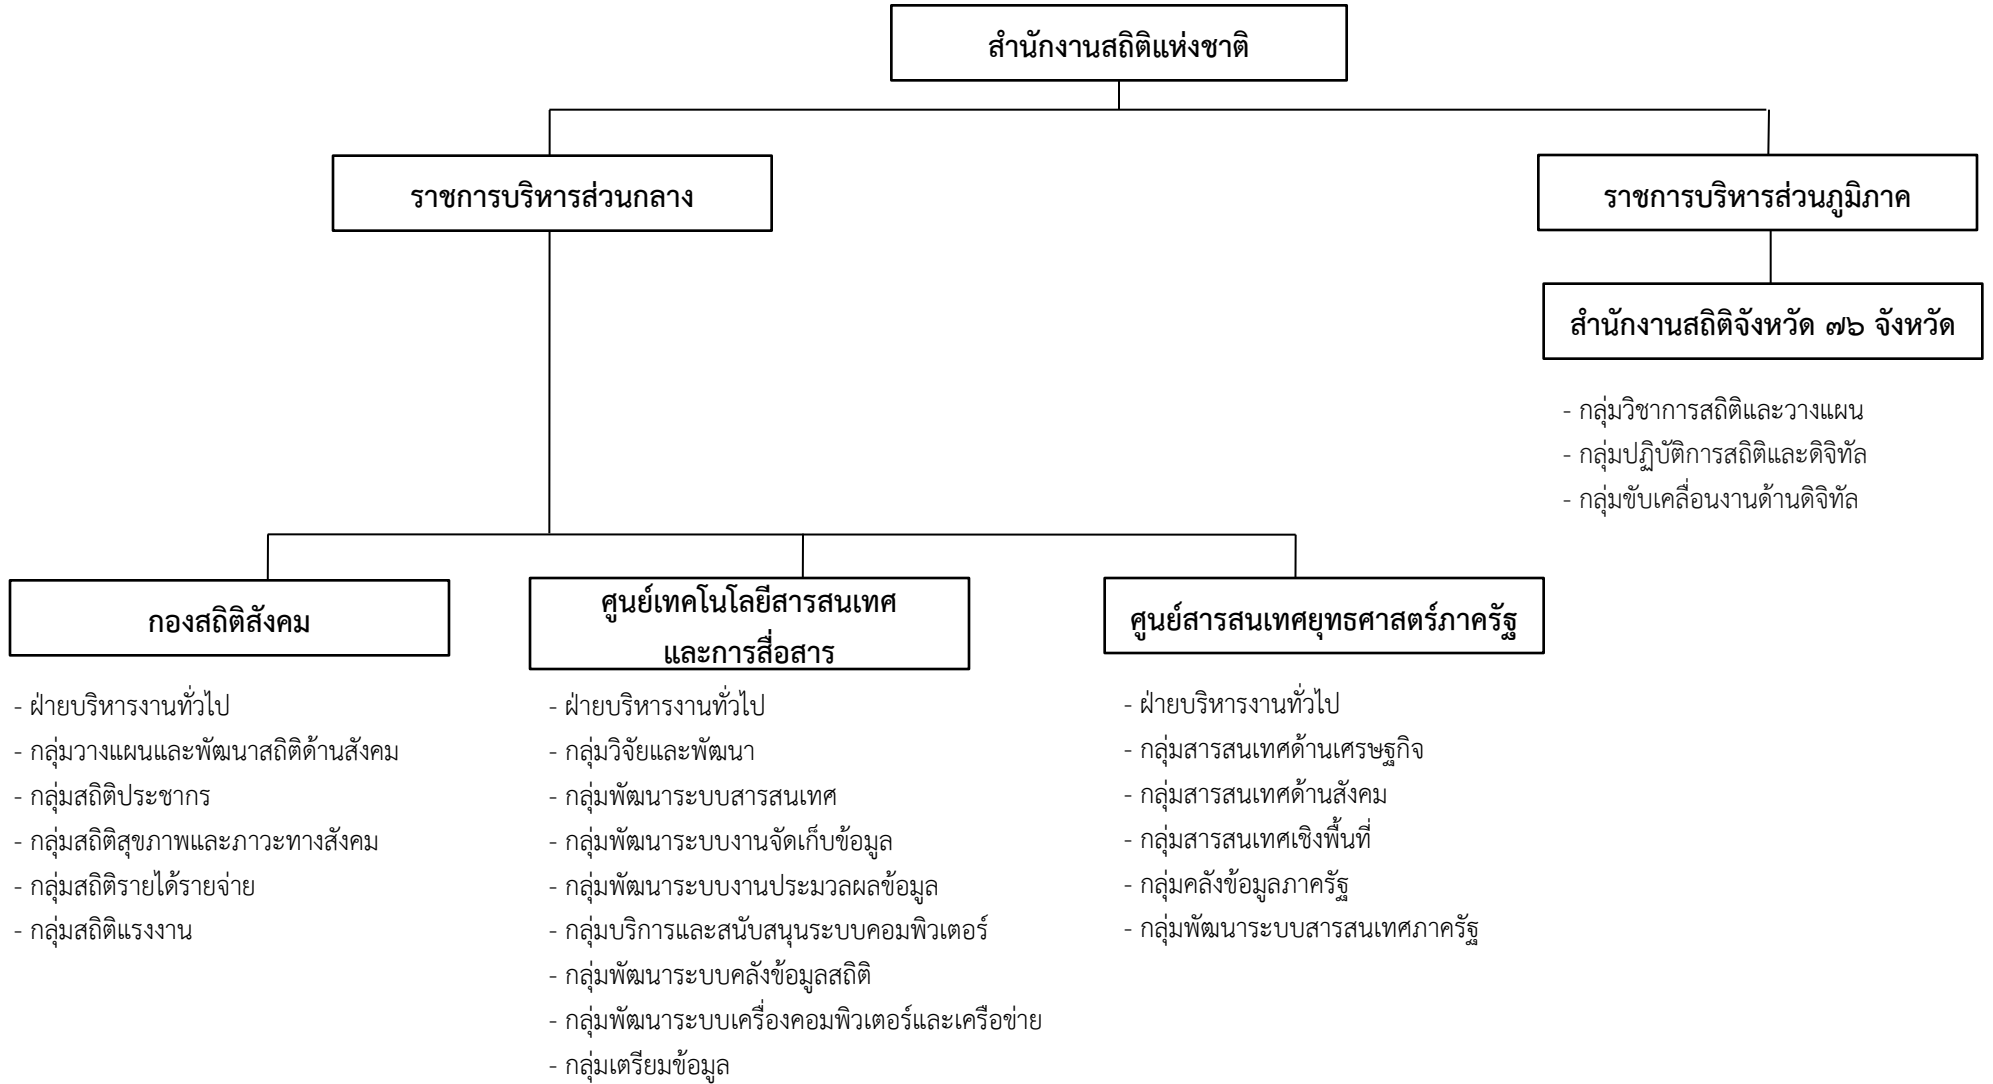 สำนักงานสถิติแห่งชาติ
ราชการบริหารส่วนกลาง
ราชการบริหารส่วนภูมิภาค
สำนักงานสถิติจังหวัด ๗๖ จังหวัด
- กลุ่มวิชาการสถิติและวางแผน
- กลุ่มปฏิบัติการสถิติและดิจิทัล
- กลุ่มขับเคลื่อนงานด้านดิจิทัล
กองสถิติสังคม
- ฝ่ายบริหารงานทั่วไป
- กลุ่มวางแผนและพัฒนาสถิติด้านสังคม
- กลุ่มสถิติประชากร
- กลุ่มสถิติสุขภาพและภาวะทางสังคม
- กลุ่มสถิติรายได้รายจ่าย
- กลุ่มสถิติแรงงาน
ศูนย์เทคโนโลยีสารสนเทศ
และการสื่อสาร
- ฝ่ายบริหารงานทั่วไป
- กลุ่มวิจัยและพัฒนา
- กลุ่มพัฒนาระบบสารสนเทศ
- กลุ่มพัฒนาระบบงานจัดเก็บข้อมูล
- กลุ่มพัฒนาระบบงานประมวลผลข้อมูล
- กลุ่มบริการและสนับสนุนระบบคอมพิวเตอร์
- กลุ่มพัฒนาระบบคลังข้อมูลสถิติ
- กลุ่มพัฒนาระบบเครื่องคอมพิวเตอร์และเครือข่าย
- กลุ่มเตรียมข้อมูล
ศูนย์สารสนเทศยุทธศาสตร์ภาครัฐ
- ฝ่ายบริหารงานทั่วไป
- กลุ่มสารสนเทศด้านเศรษฐกิจ
- กลุ่มสารสนเทศด้านสังคม
- กลุ่มสารสนเทศเชิงพื้นที่
- กลุ่มคลังข้อมูลภาครัฐ
- กลุ่มพัฒนาระบบสารสนเทศภาครัฐ